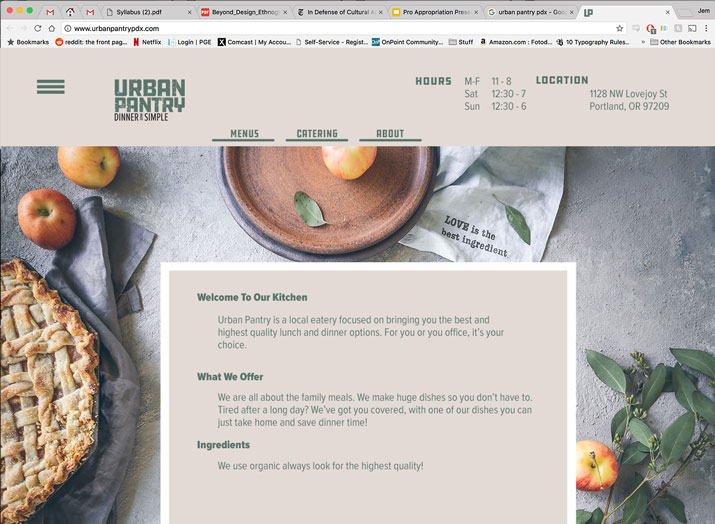 Syllabus (2).pdf
Beyond_Design_Ethnog
In Defense of Cultural A
Pro Appropriation Prese
urban pantry pdx - Goo
UP
Jem
www.urbanpantrypdx.com
Bookmarks
reddit: the front pag...
Netflix
Login | PGE
Comcast | My Accou...
Self-Service - Regist...
OnPoint Community...
Stuff
Amazon.com : Fotod...
10 Typography Rules..
»
Other Bookmarks
URBAN
PANTRY
DINNER MADE SIMPLE
HOURS
M-F 11 - 8
Sat 12:30 - 7
Sun 12:30 - 6
LOCATION
1128 NW Lovejoy St
Portland, OR 97209
MENUS CATERING ABOUT
LOVE is the
best ingredient
Welcome To Our Kitchen
Urban Pantry is a local eatery focused on bringing you the best and
highest quality lunch and dinner options. For you or you office, it's your
choice.
What We Offer
We are all about the family meals. We make huge dishes so you don't have to.
Tired after a long day? We've got you covered, with one of our dishes you can
just take home and save dinner time!
Ingredients
We use organic always look for the highest quality!